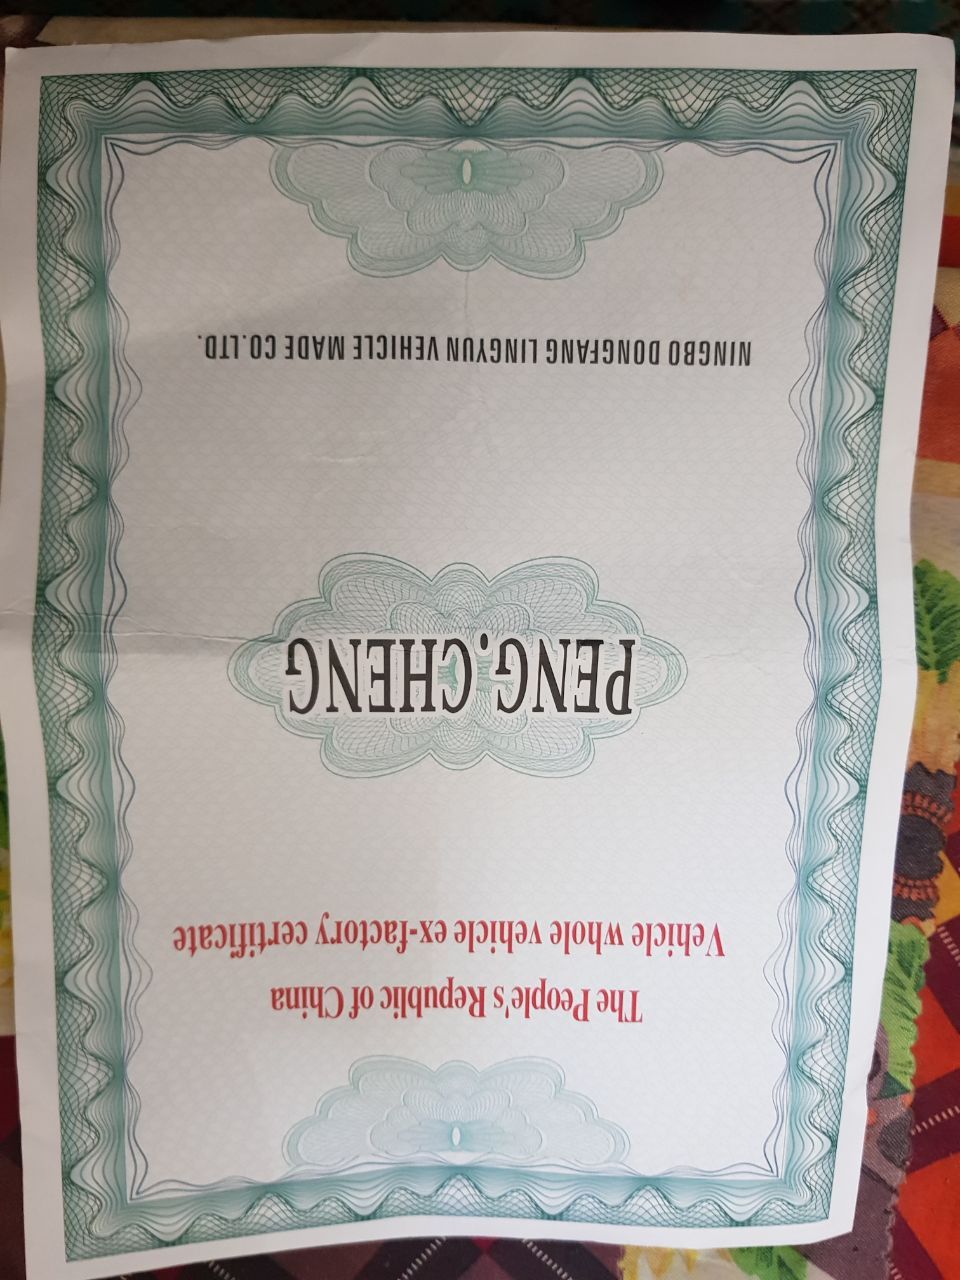 The People's Republic of China
Vehicle whole vehicle ex-factory certificate
PENG.CHENG
NINGBO DONGFANG LINGYUN VEHICLE MADE CO.LTD.